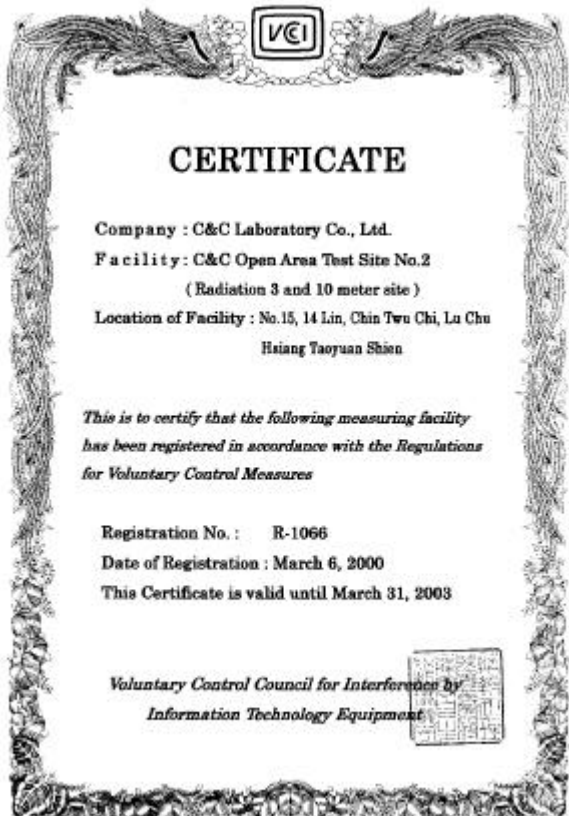 VCCI
CERTIFICATE
Company : C&C Laboratory Co., Ltd.
Facility: C&C Open Area Test Site No.2
( Radiation 3 and 10 meter site )
Location of Facility : No.15, 14 Lin, Chin Twu Chi, Lu Chu
Hsiang Taoyuan Shien
This is to certify that the following measuring facility
has been registered in accordance with the Regulations
for Voluntary Control Measures
Registration No. : R-1066
Date of Registration : March 6, 2000
This Certificate is valid until March 31, 2003
Voluntary Control Council for Interference by
Information Technology Equipment